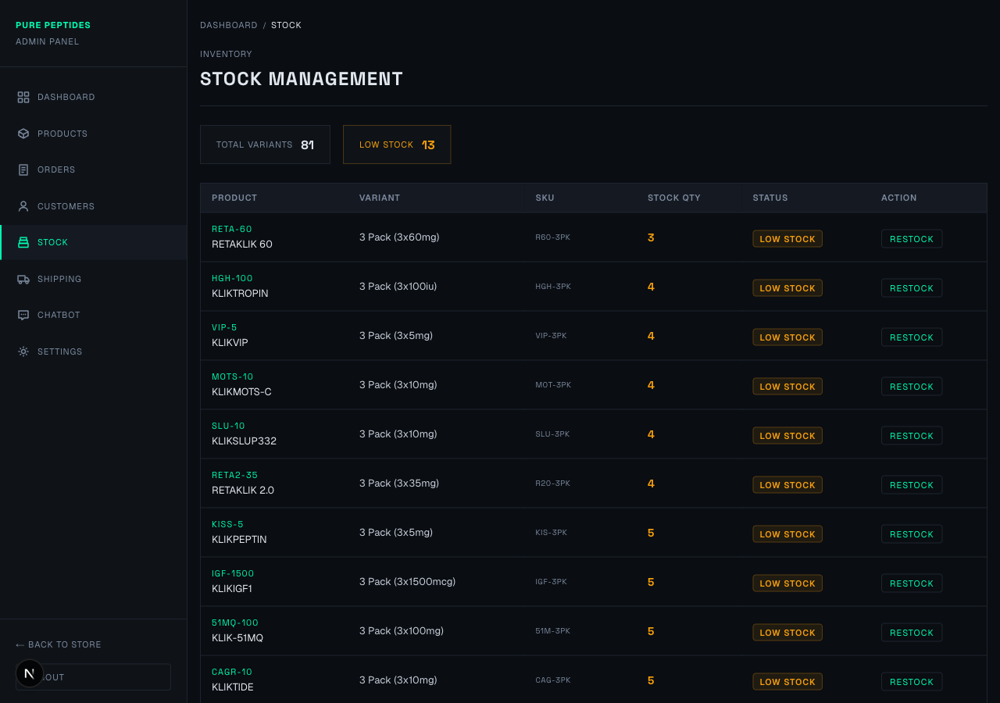 PURE PEPTIDES
ADMIN PANEL
DASHBOARD
PRODUCTS
ORDERS
CUSTOMERS
STOCK
SHIPPING
CHATBOT
SETTINGS
← BACK TO STORE
OUT
DASHBOARD / STOCK
INVENTORY
STOCK MANAGEMENT
TOTAL VARIANTS 81
LOW STOCK 13
PRODUCT VARIANT SKU STOCK QTY STATUS ACTION
RETA-60
RETAKLIK 60 3 Pack (3x60mg) R60-3PK 3 LOW STOCK RESTOCK
HGH-100
KLIKTROPIN 3 Pack (3x100iu) HGH-3PK 4 LOW STOCK RESTOCK
VIP-5
KLIKVIP 3 Pack (3x5mg) VIP-3PK 4 LOW STOCK RESTOCK
MOTS-10
KLIKMOTS-C 3 Pack (3x10mg) MOT-3PK 4 LOW STOCK RESTOCK
SLU-10
KLIKSLUP332 3 Pack (3x10mg) SLU-3PK 4 LOW STOCK RESTOCK
RETA2-35
RETAKLIK 2.0 3 Pack (3x35mg) R20-3PK 4 LOW STOCK RESTOCK
KISS-5
KLIKPEPTIN 3 Pack (3x5mg) KIS-3PK 5 LOW STOCK RESTOCK
IGF-1500
KLIKIGF1 3 Pack (3x1500mcg) IGF-3PK 5 LOW STOCK RESTOCK
51MQ-100
KLIK-51MQ 3 Pack (3x100mg) 51M-3PK 5 LOW STOCK RESTOCK
CAGR-10
KLIKTIDE 3 Pack (3x10mg) CAG-3PK 5 LOW STOCK RESTOCK